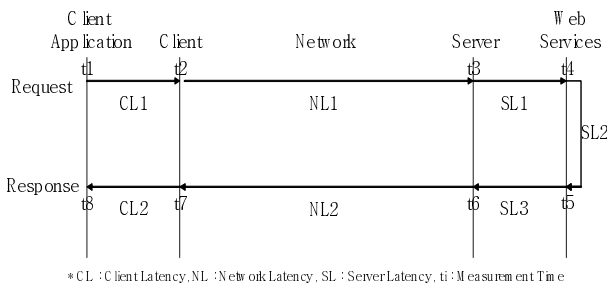 Client Application
Client
Network
Server
Web Services
t1
t2
t3
t4
Request
CL1
NL1
SL1
SL2
Response
t8
CL2
t7
NL2
t6
SL3
t5
*CL : Client Latency, NL : Network Latency, SL : Server Latency, ti : Measurement Time